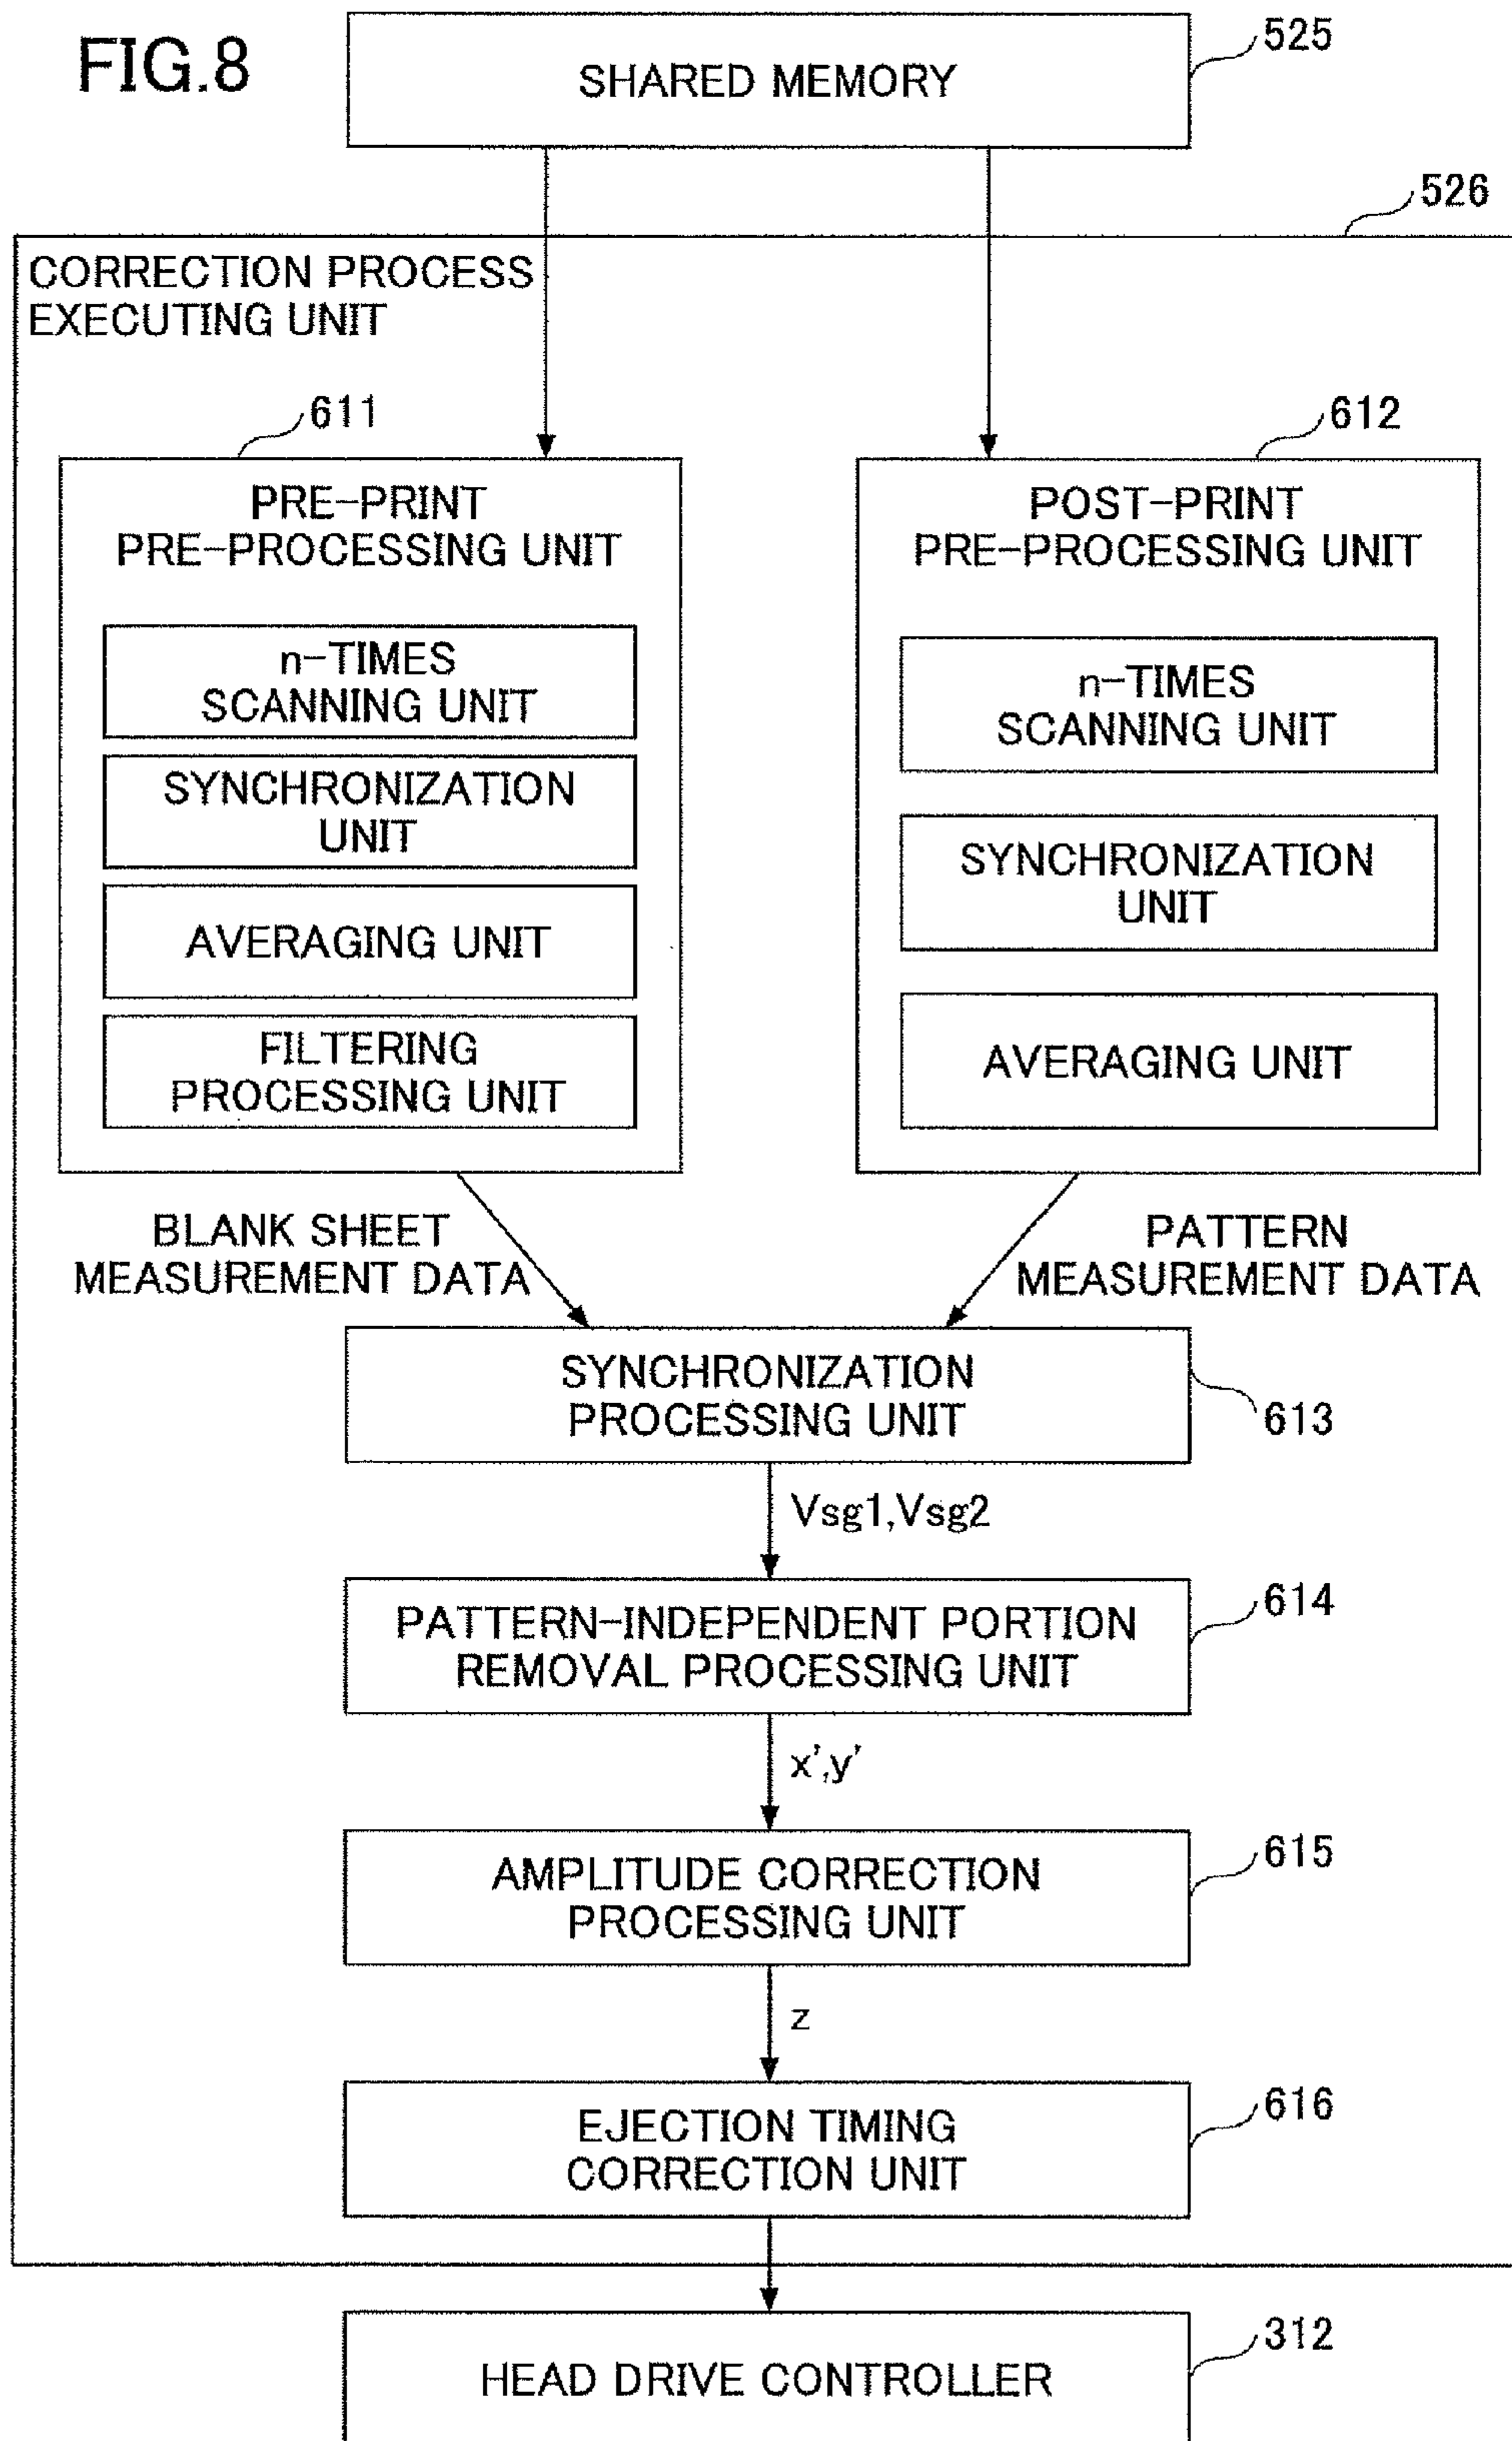 FIG.8
SHARED MEMORY
525
526
CORRECTION PROCESS
EXECUTING UNIT
611
PRE-PRINT
PRE-PROCESSING UNIT
n-TIMES
SCANNING UNIT
SYNCHRONIZATION
UNIT
AVERAGING UNIT
FILTERING
PROCESSING UNIT
612
POST-PRINT
PRE-PROCESSING UNIT
n-TIMES
SCANNING UNIT
SYNCHRONIZATION
UNIT
AVERAGING UNIT
BLANK SHEET
MEASUREMENT DATA
PATTERN
MEASUREMENT DATA
SYNCHRONIZATION
PROCESSING UNIT
613
Vsg1,Vsg2
PATTERN-INDEPENDENT PORTION
REMOVAL PROCESSING UNIT
614
x',y'
AMPLITUDE CORRECTION
PROCESSING UNIT
615
z
EJECTION TIMING
CORRECTION UNIT
616
HEAD DRIVE CONTROLLER
312